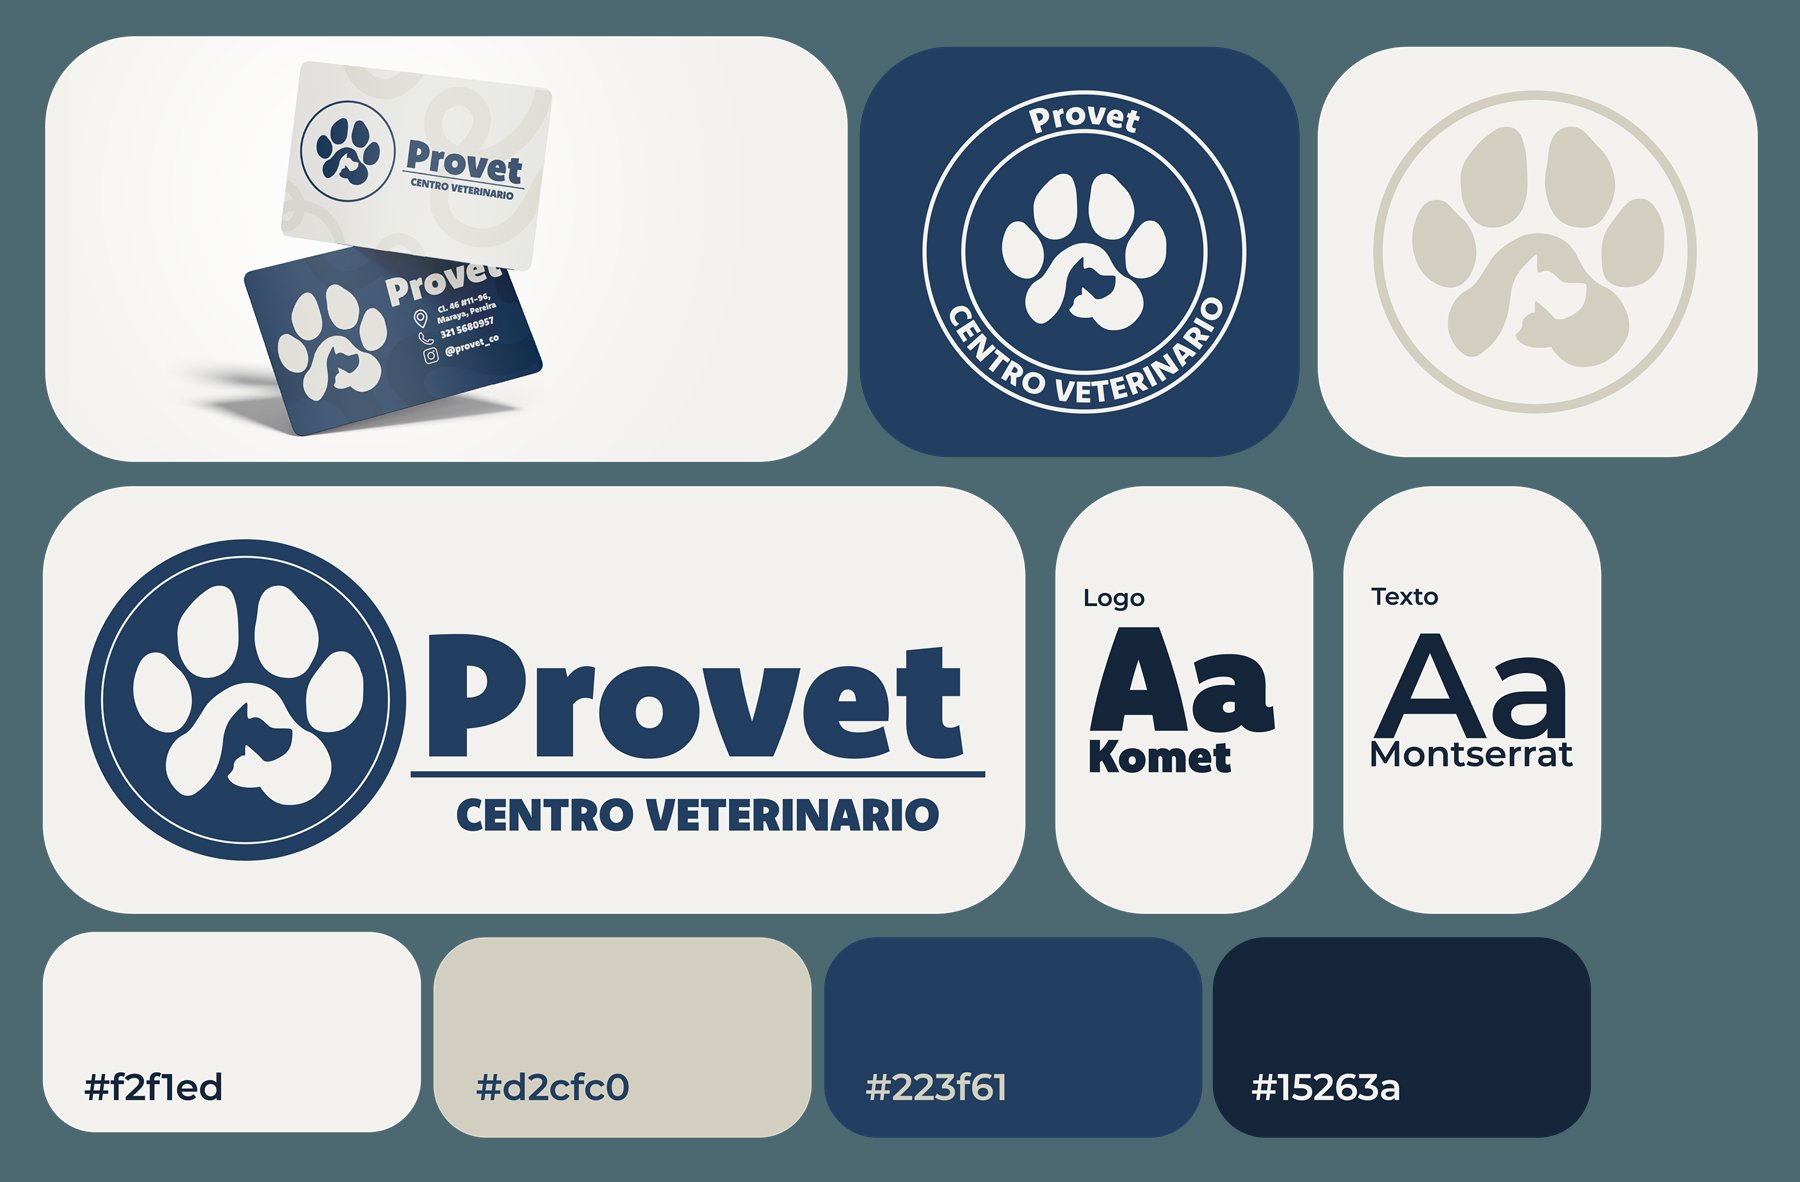 Provet
CENTRO VETERINARIO
Provet
Cl. 46 #11-96,
Maraya, Pereira
321 5680957
@provet_co
Provet
CENTRO VETERINARIO
Provet
CENTRO VETERINARIO
Logo
Aa
Komet
Texto
Aa
Montserrat
#f2f1ed
#d2cfc0
#223f61
#15263a